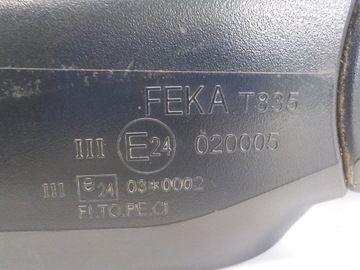 FEKA T835
III E24 020005
III e24 03*0002
FI.TO.PE.CI